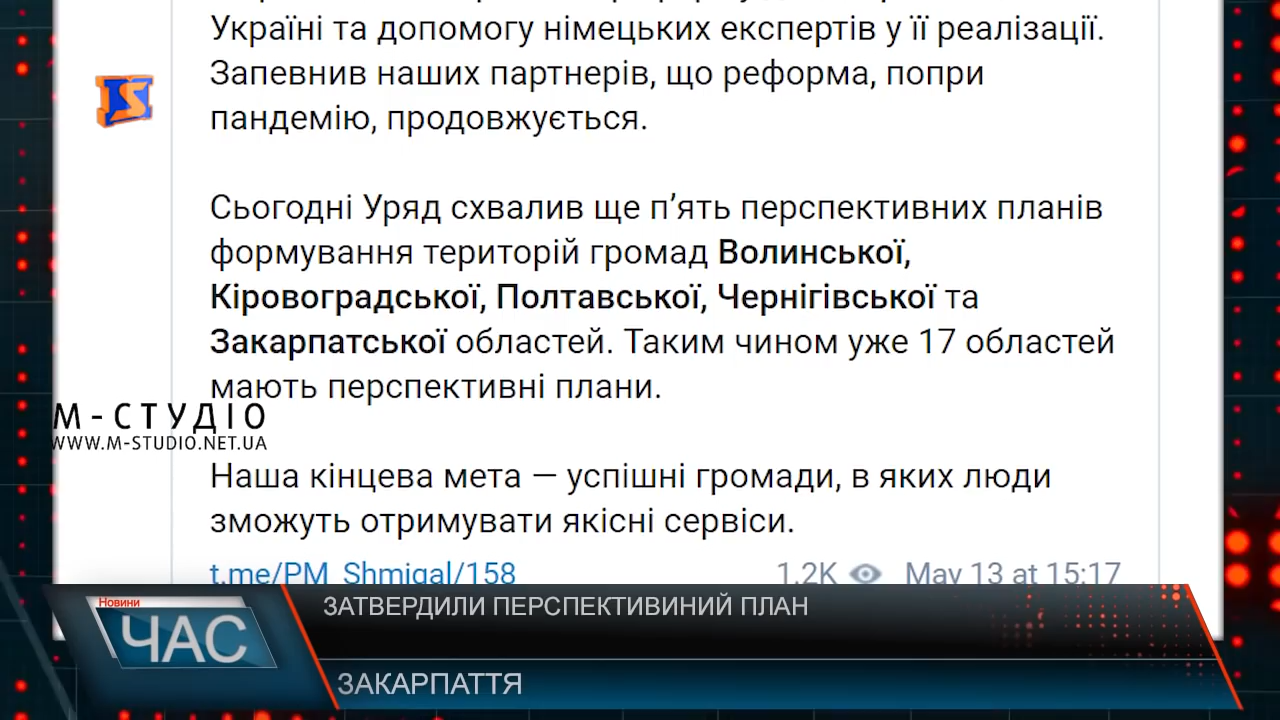 Україні та допомогу німецьких експертів у її реалізації.
Запевнив наших партнерів, що реформа, попри
пандемію, продовжується.
Сьогодні Уряд схвалив ще п’ять перспективних планів
формування територій громад Волинської,
Кіровоградської, Полтавської, Чернігівської та
Закарпатської областей. Таким чином уже 17 областей
мають перспективні плани.
М-СТУДІО
WWW.M-STUDIO.NET.UA
Наша кінцева мета — успішні громади, в яких люди
зможуть отримувати якісні сервіси.
t.me/PM_Shmigal/158
1.2K May 13 at 15:17
Новини
ЧАС
ЗАТВЕРДИЛИ ПЕРСПЕКТИВИНИЙ ПЛАН
ЗАКАРПАТТЯ